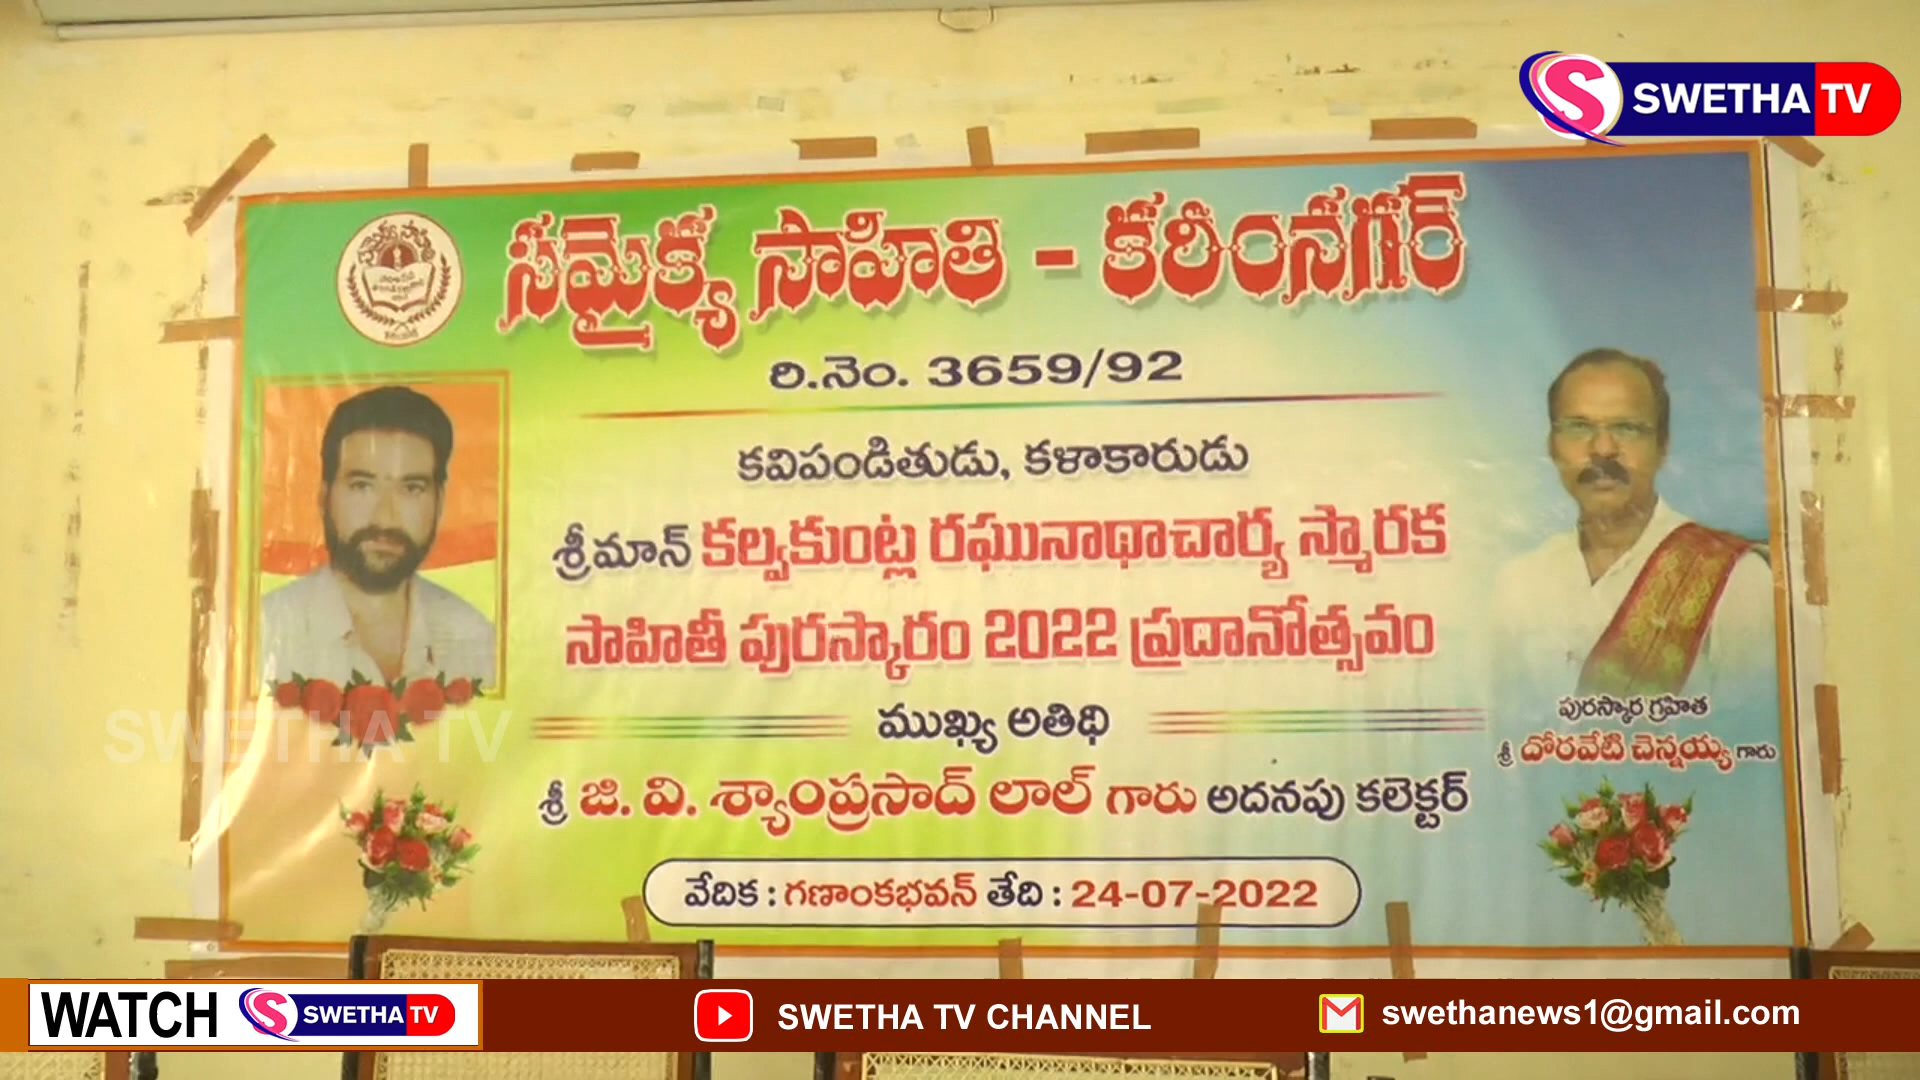 SWETHA TV
సమైక్య సాహితి - కరీంనగర్
రి.నెం. 3659/92
కవిపండితుడు, కళాకారుడు
శ్రీమాన్ కల్వకుంట్ల రఘునాథాచార్య స్మారక
సాహితీ పురస్కారం 2022 ప్రదానోత్సవం
ముఖ్య అతిథి
శ్రీ జి. వి. శ్యాంప్రసాద్ లాల్ గారు అదనపు కలెక్టర్
వేదిక : గణాంకభవన్ తేది : 24-07-2022
పురస్కార గ్రహీత
శ్రీ దోరవేటి చెన్నయ్య గారు
SWETHA TV
WATCH SWETHA TV
SWETHA TV CHANNEL
swethanews1@gmail.com